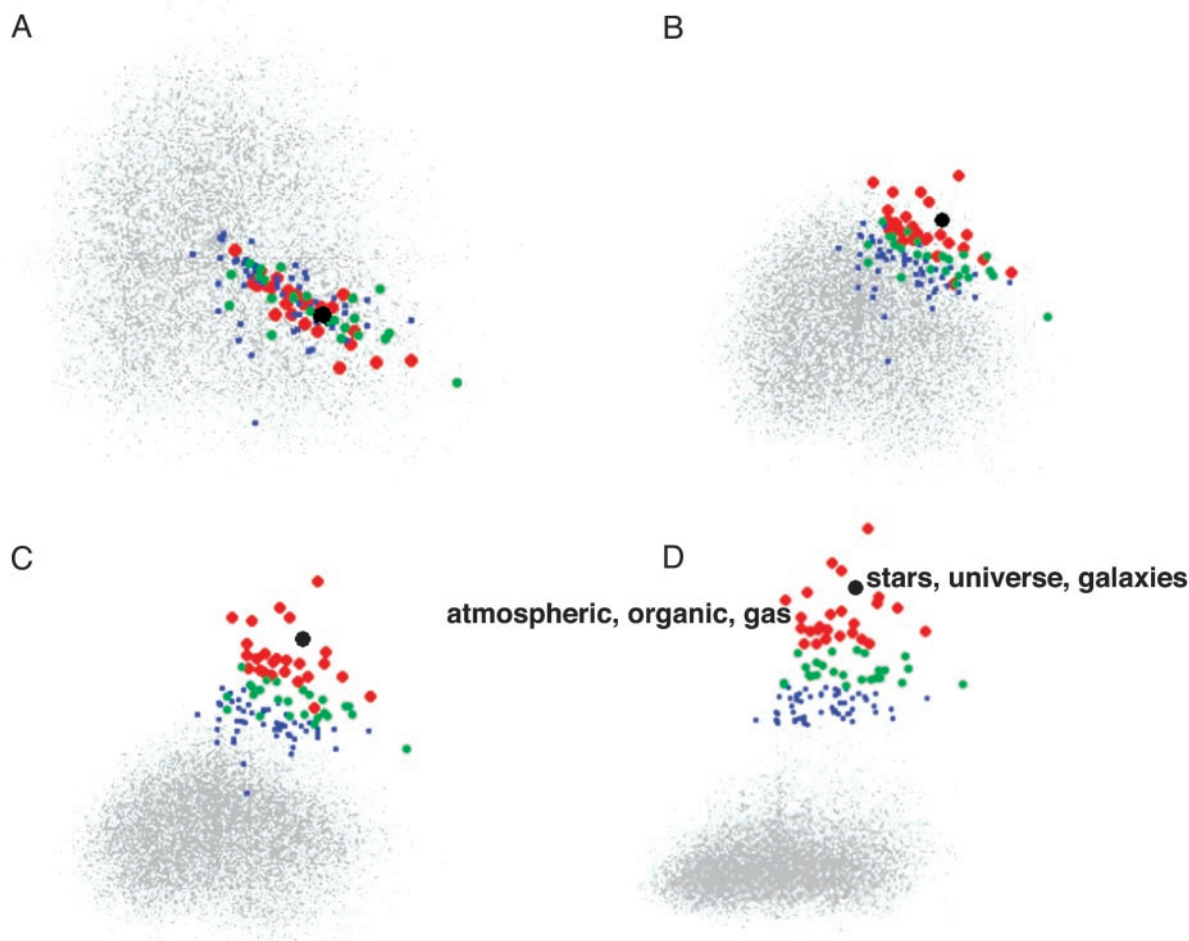 A
B
C
D
stars, universe, galaxies
atmospheric, organic, gas